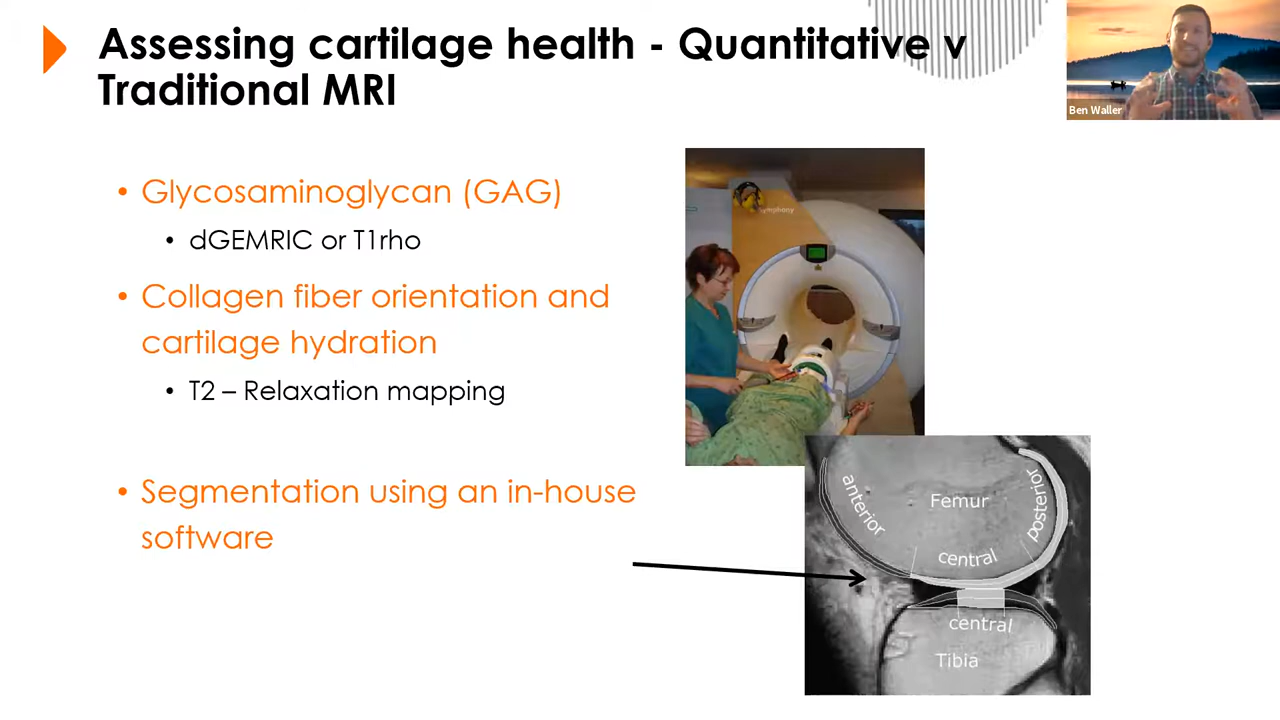 Assessing cartilage health - Quantitative v
Traditional MRI
Ben Waller
• Glycosaminoglycan (GAG)
• dGEMRIC or T1rho
• Collagen fiber orientation and
cartilage hydration
• T2 – Relaxation mapping
• Segmentation using an in-house
software
Symphony
anterior
Femur
posterior
central
central
Tibia